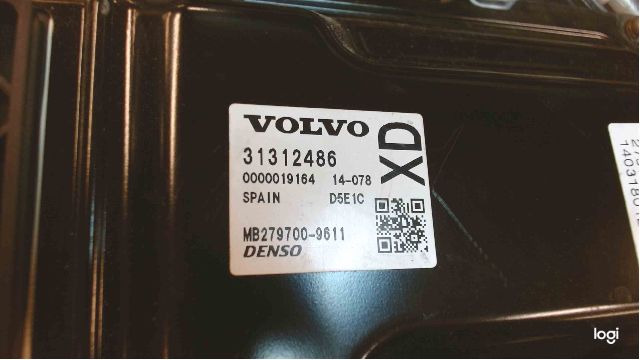 VOLVO
XD
31312486
0000019164 14-078
SPAIN D5E1C
MB279700-9611
DENSO
logi